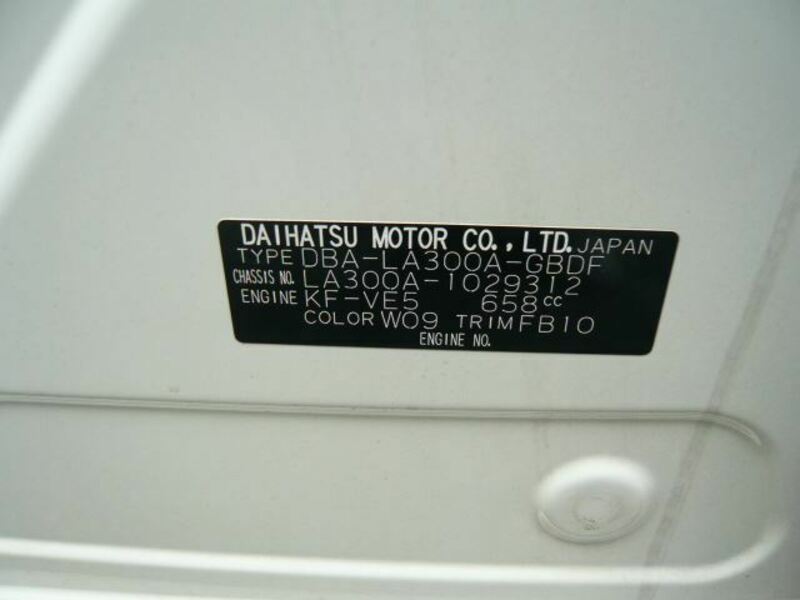 DAIHATSU MOTOR CO., LTD. JAPAN
TYPE DBA-LA300A-GBDF
CHASSIS NO. LA300A-1029312
ENGINE KF-VE5 658cc
COLOR W09 TRIM FB10
ENGINE NO.